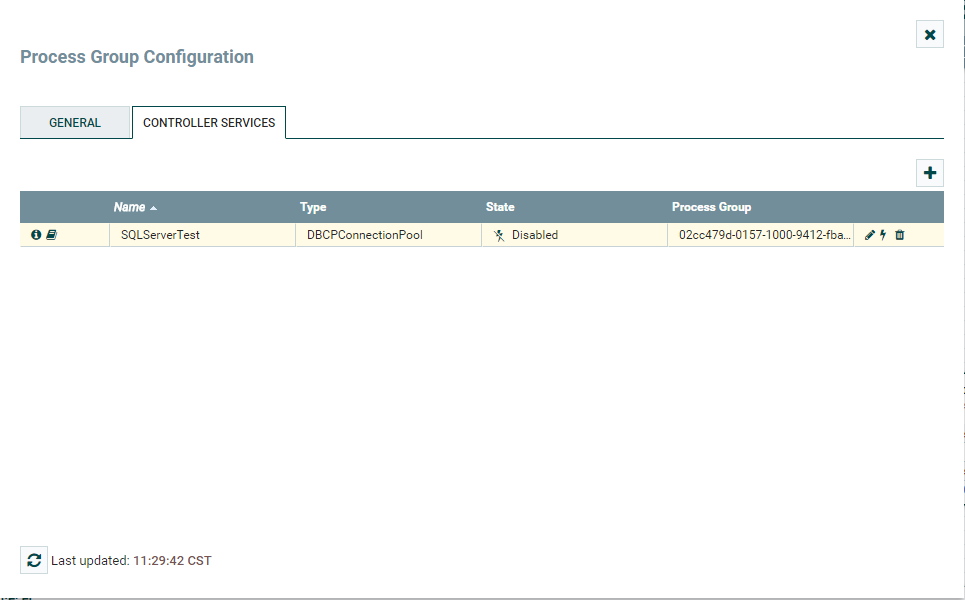 Process Group Configuration
GENERAL
CONTROLLER SERVICES
Name Type State Process Group
SQLServerTest DBCPConnectionPool Disabled 02cc479d-0157-1000-9412-fba...
Last updated: 11:29:42 CST